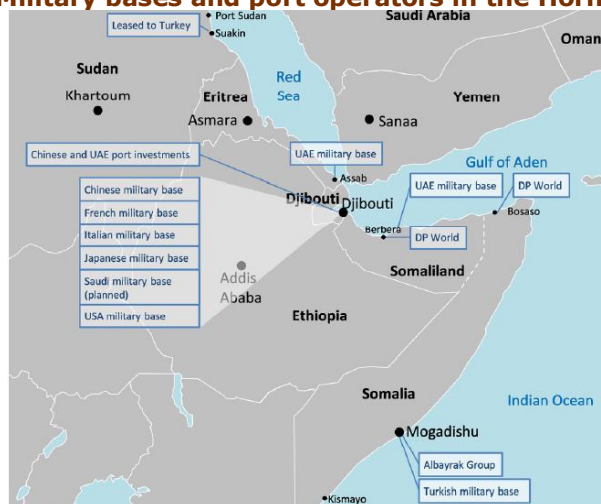 Military bases and port operators in the Horn
Port Sudan
Saudi Arabia
Leased to Turkey
Suakin
Oman
Sudan
Red
Sea
Khartoum
Eritrea
Yemen
Asmara
Sanaa
Chinese and UAE port investments
UAE military base
Gulf of Aden
Assab
UAE military base
DP World
Chinese military base
Djibouti
Djibouti
French military base
Bosaso
Berbera
DP World
Italian military base
Japanese military base
Somaliland
Saudi military base
(planned)
Addis
Ababa
USA military base
Ethiopia
Somalia
Indian Ocean
Mogadishu
Albayrak Group
Turkish military base
Kismayo